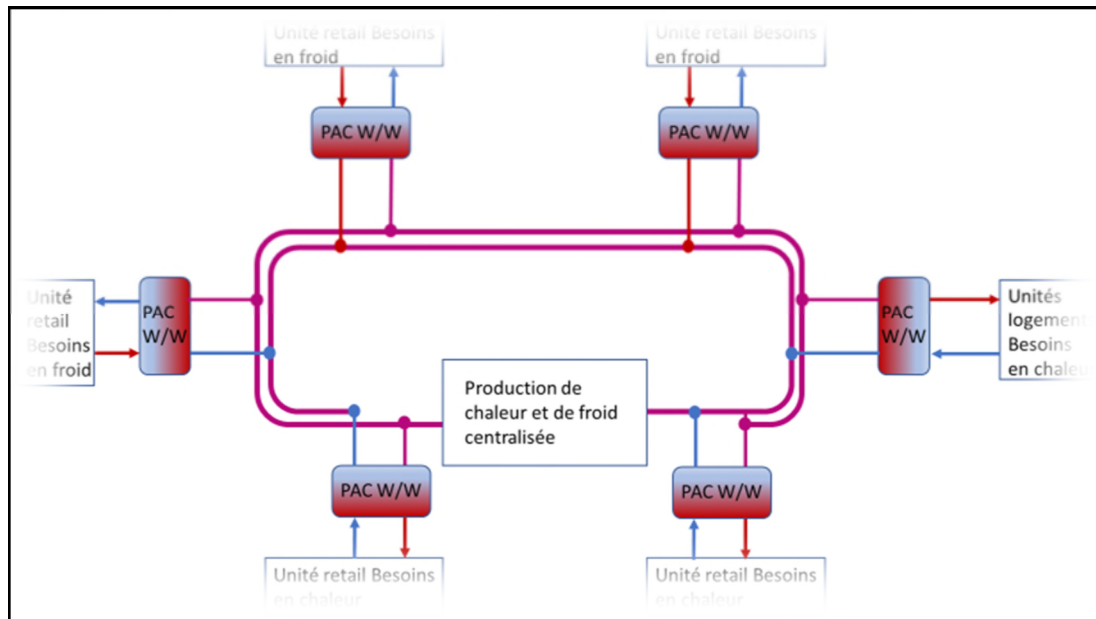 Unité retail Besoins
en froid
Unité retail Besoins
en froid
PAC W/W
PAC W/W
Unité
retail
Besoins
en froid
PAC
W/W
PAC
W/W
Unités
logements
Besoins
en chaleur
Production de
chaleur et de froid
centralisée
PAC W/W
PAC W/W
Unité retail Besoins
en chaleur
Unité retail Besoins
en chaleur